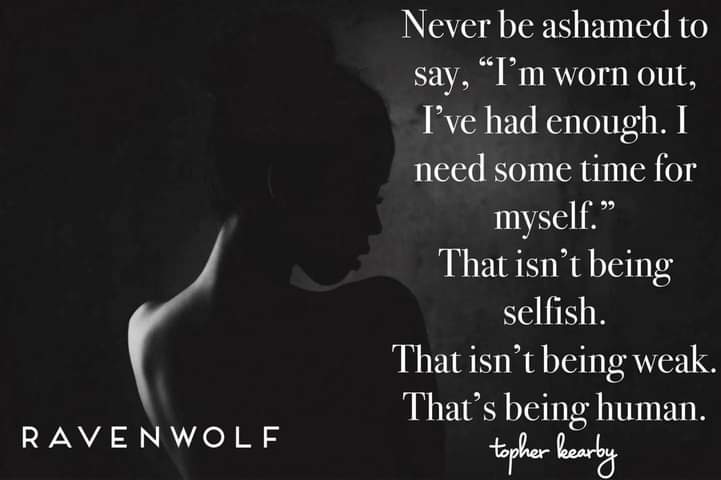 Never be ashamed to
say, “I’m worn out,
I’ve had enough. I
need some time for
myself.”
That isn’t being
selfish.
That isn’t being weak.
That’s being human.
topher kearby
RAVENWOLF